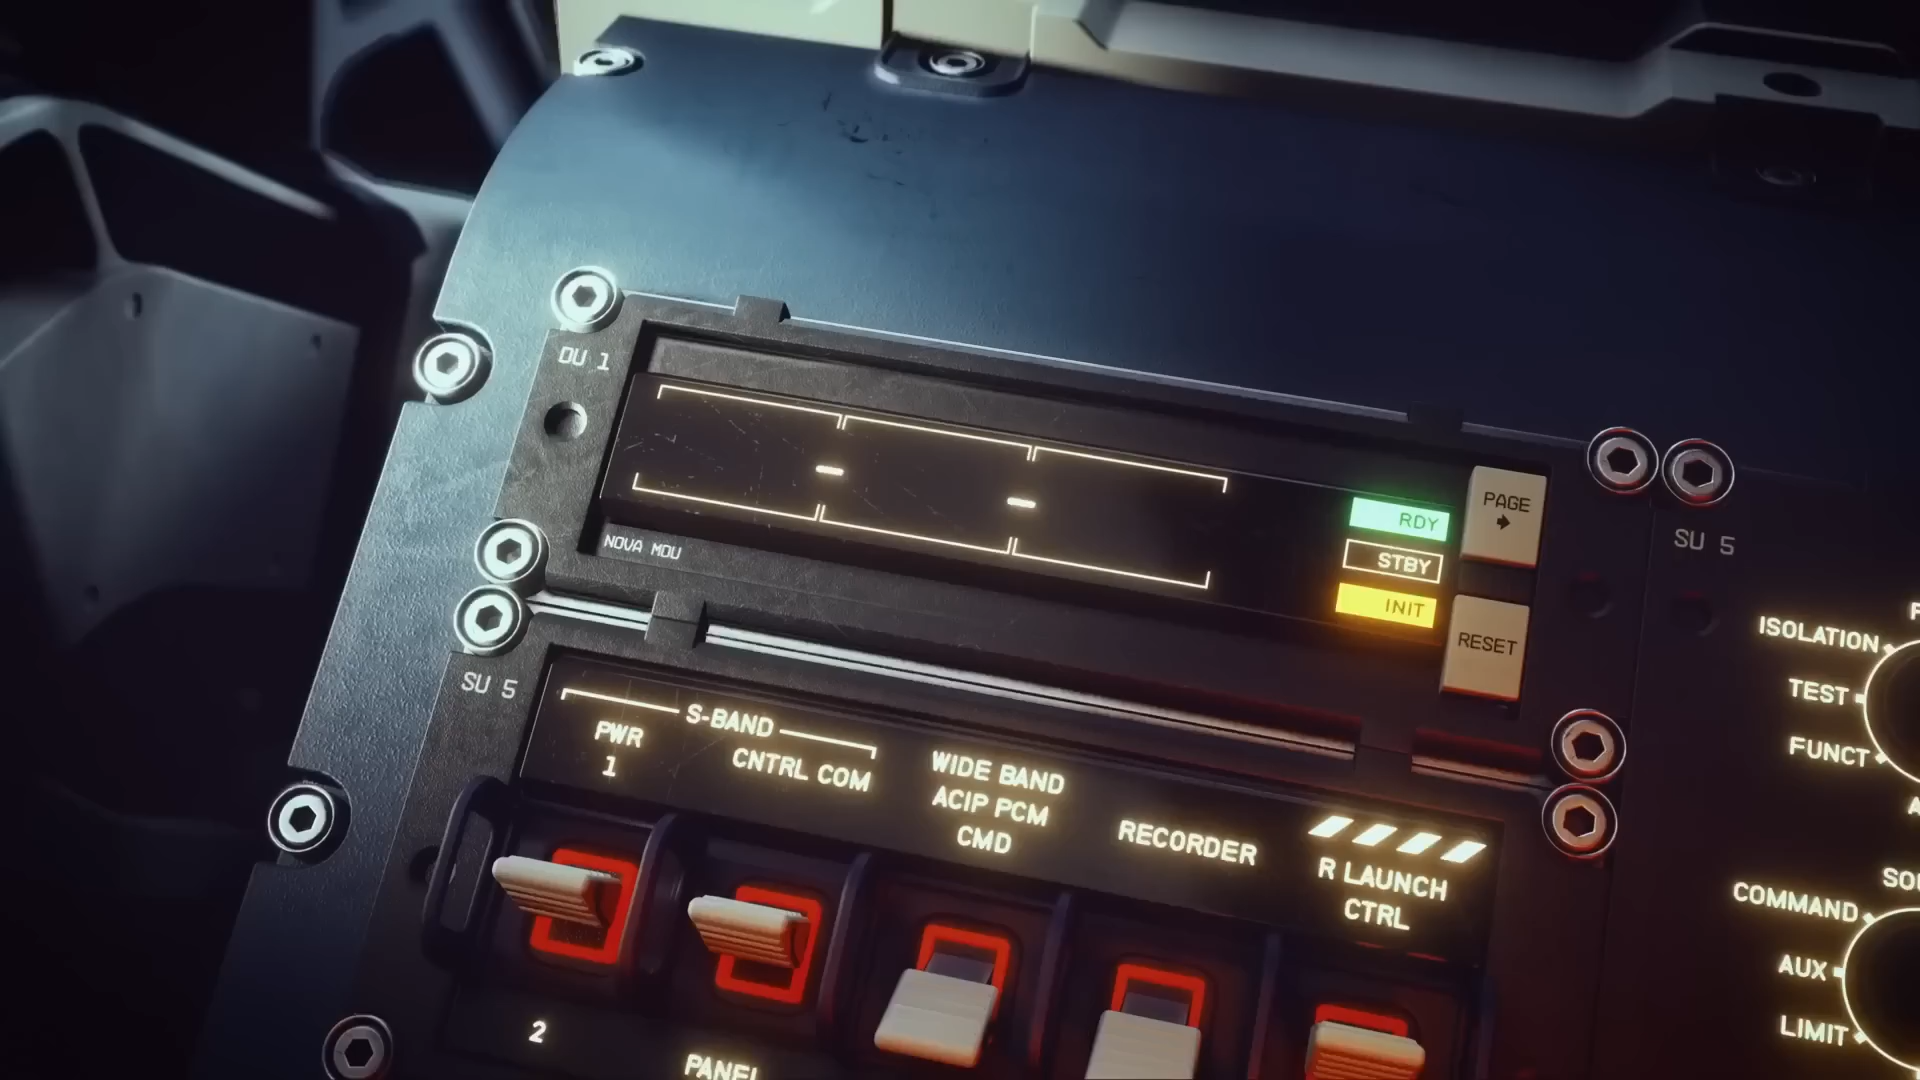 DU 1
RDY
PAGE
STBY
NOVA MDU
INIT
RESET
SU 5
SU 5
S-BAND
PWR
1
CNTRL COM
WIDE BAND
ACIP PCM
CMD
RECORDER
R LAUNCH
CTRL
2
PANEL
ISOLATION
TEST
FUNCT
COMMAND
AUX
LIMIT